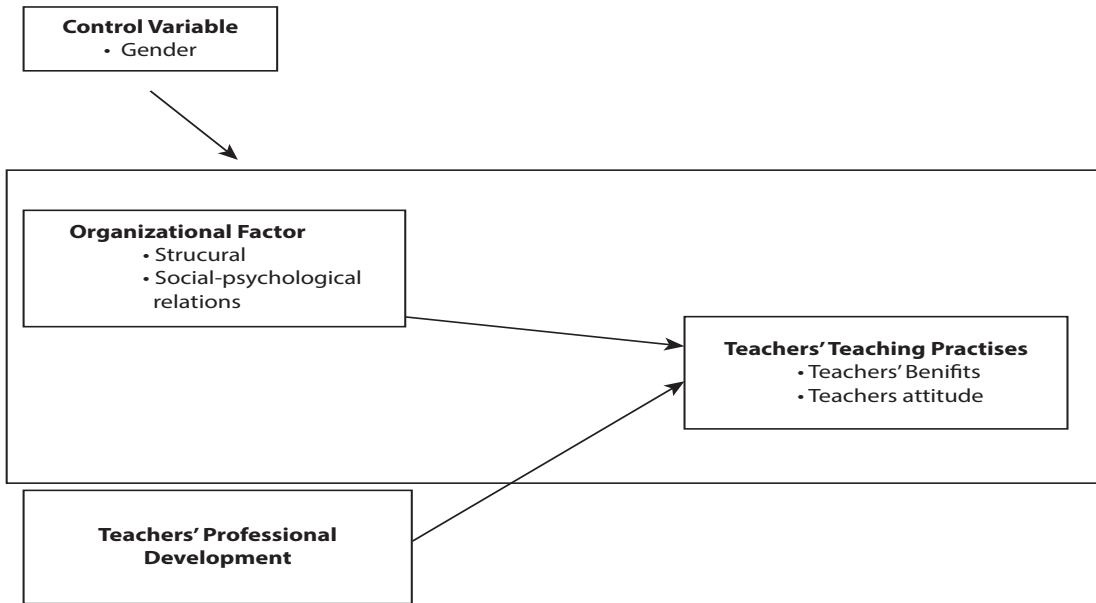 Control Variable
• Gender
Organizational Factor
• Strucural
• Social-psychological
relations
Teachers' Teaching Practises
• Teachers' Benifits
• Teachers attitude
Teachers' Professional
Development